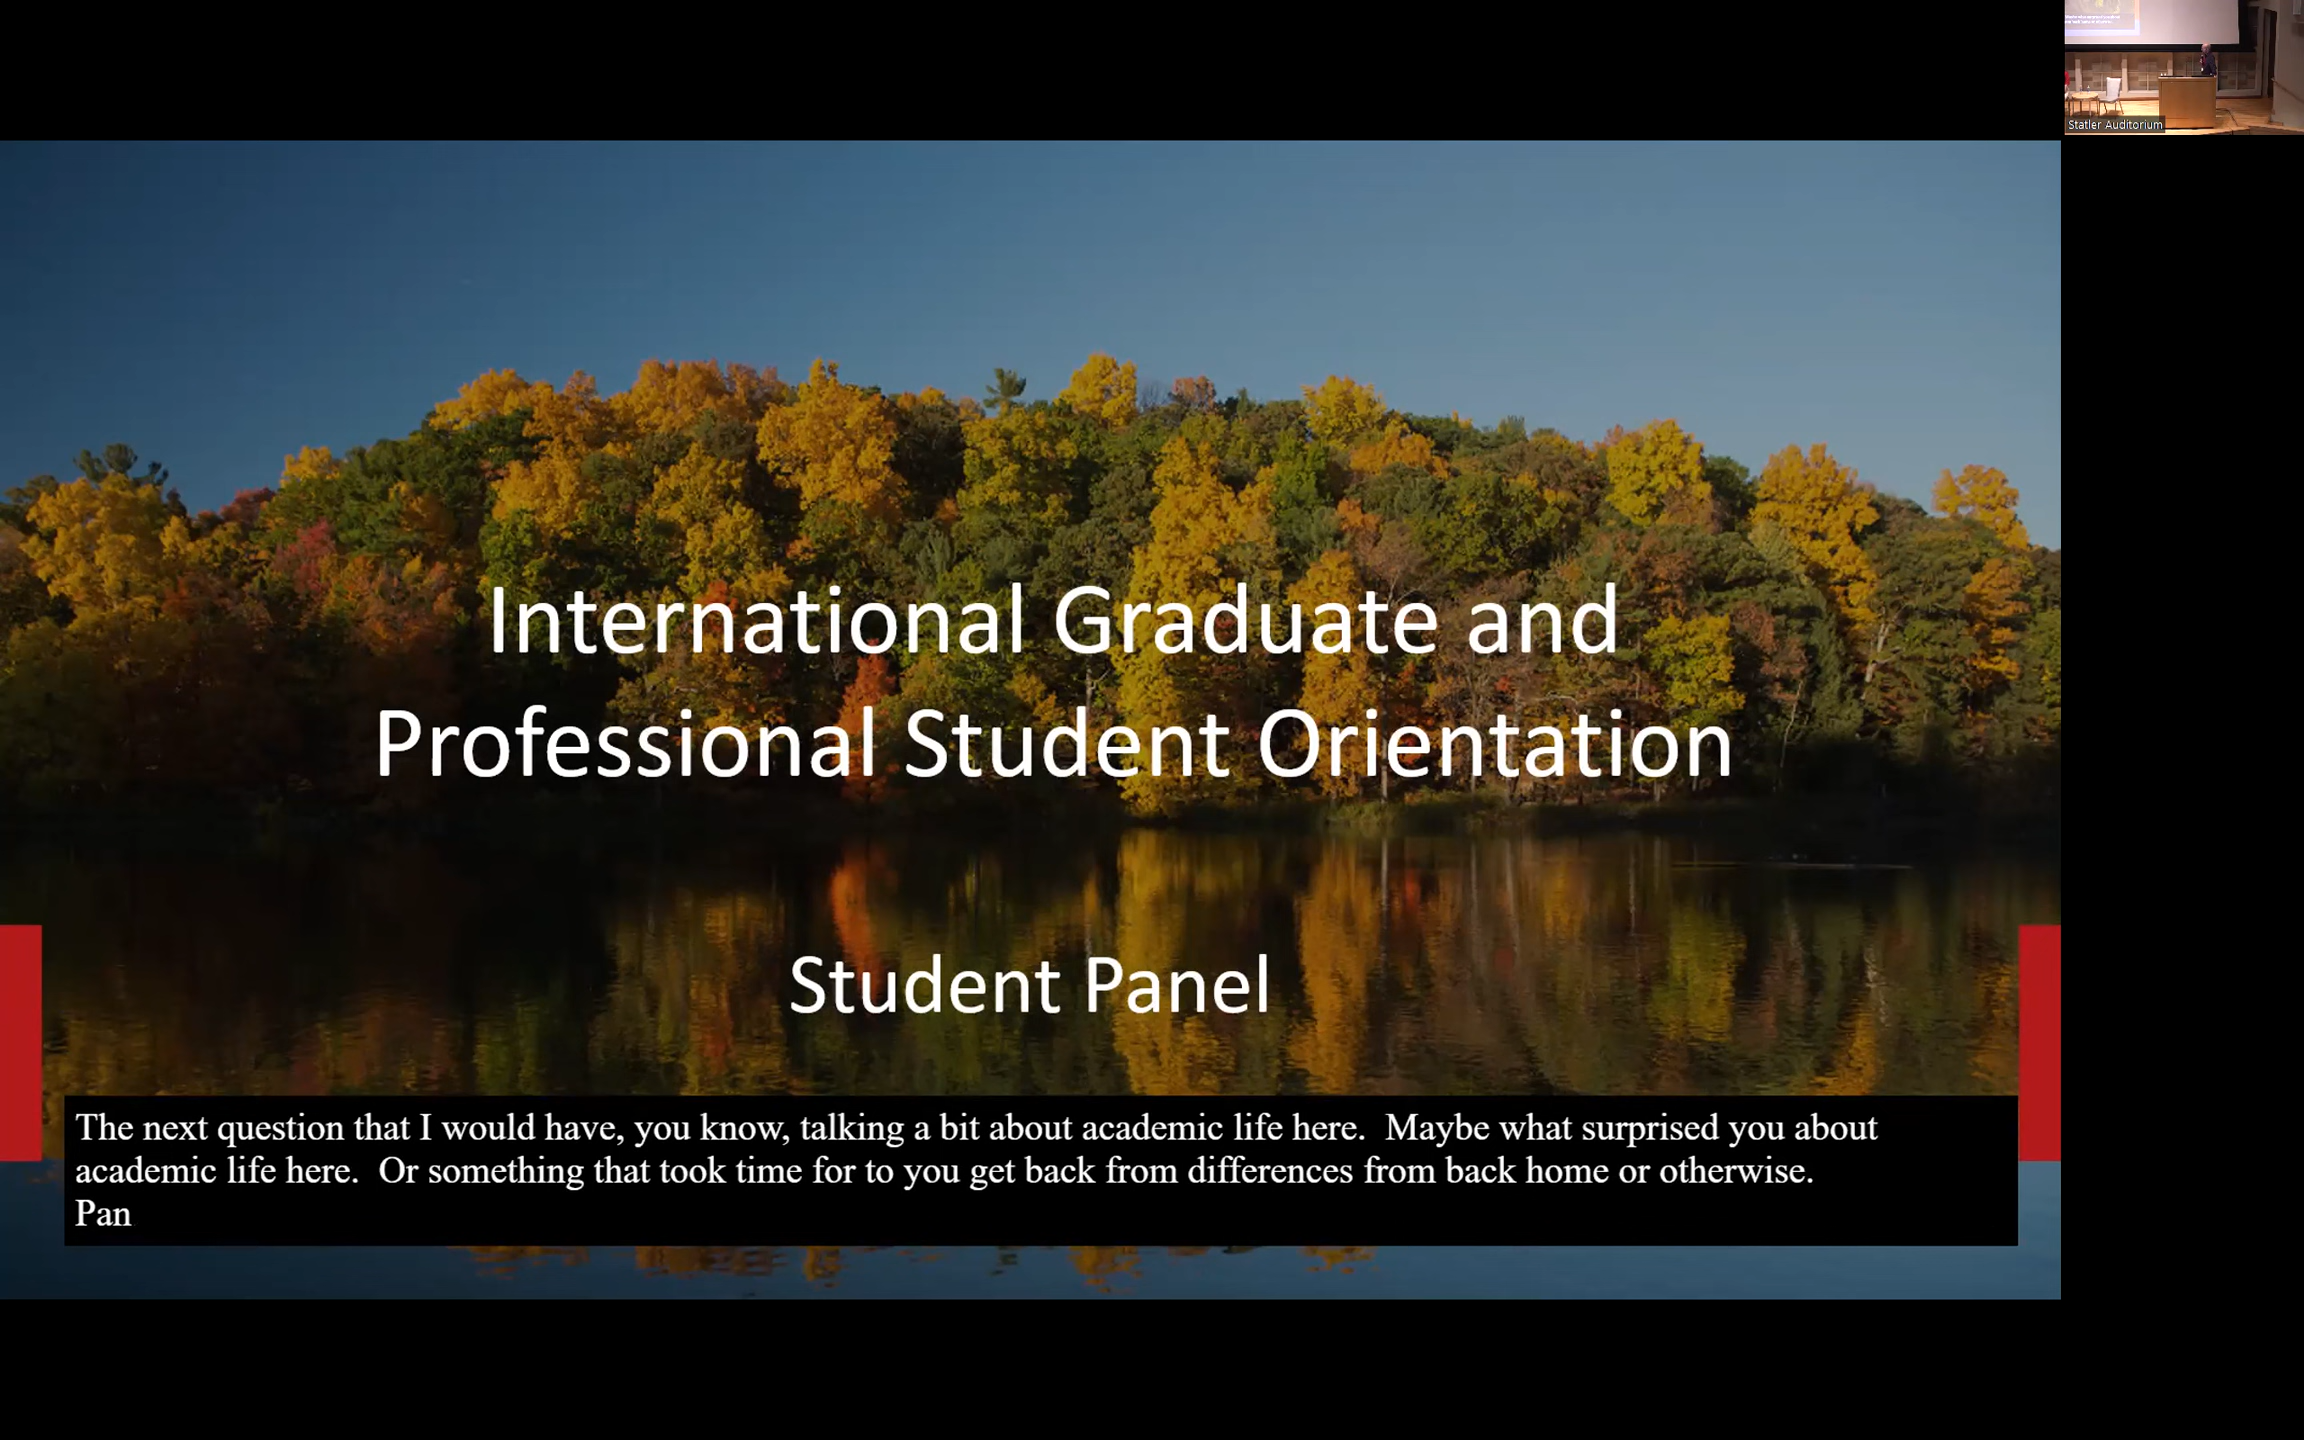 Statler Auditorium
International Graduate and
Professional Student Orientation
Student Panel
The next question that I would have, you know, talking a bit about academic life here.  Maybe what surprised you about
academic life here.  Or something that took time for to you get back from differences from back home or otherwise.
Pan